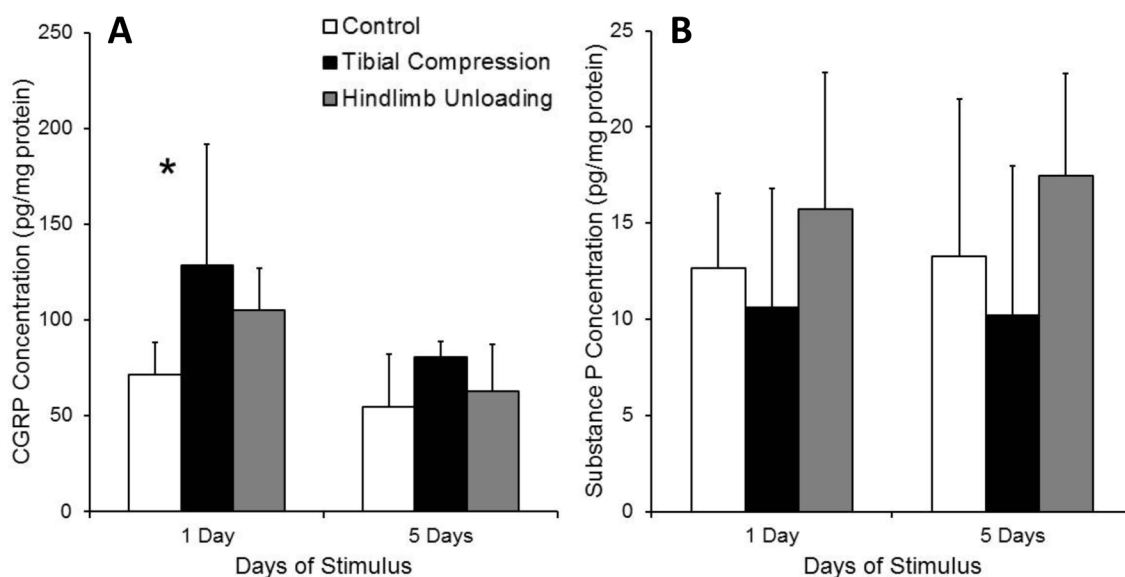 A
Control
Tibial Compression
Hindlimb Unloading
CGRP Concentration (pg/mg protein)
250
200
150
100
50
0
*
1 Day
5 Days
Days of Stimulus
B
Substance P Concentration (pg/mg protein)
25
20
15
10
5
0
1 Day
5 Days
Days of Stimulus